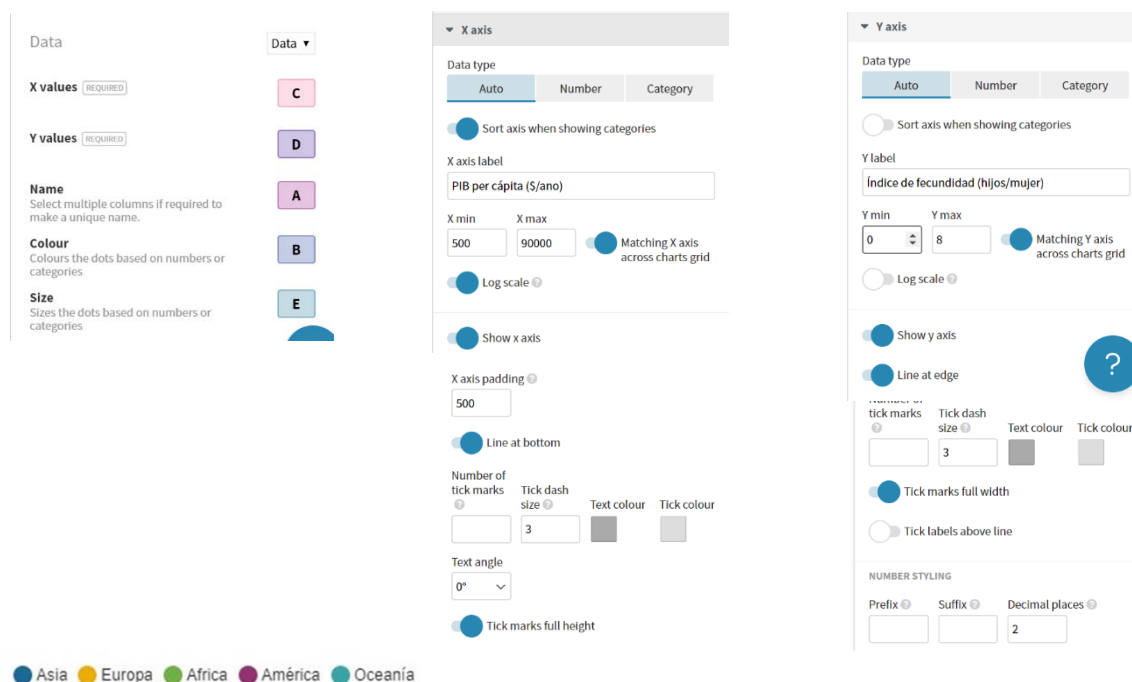 Data
Data ▼
X values REQUIRED
C
Y values REQUIRED
D
Name
Select multiple columns if required to
make a unique name.
A
Colour
Colours the dots based on numbers or
categories
B
Size
Sizes the dots based on numbers or
categories
E
X axis
Data type
Auto Number Category
Sort axis when showing categories
X axis label
PIB per cápita ($/ano)
X min X max
500 90000 Matching X axis
across charts grid
Log scale ?
Show x axis
X axis padding ?
500
Line at bottom
Number of
tick marks Tick dash
? size ? Text colour Tick colour
3
Text angle
0°
Tick marks full height
Y axis
Data type
Auto Number Category
Sort axis when showing categories
Y label
Índice de fecundidad (hijos/mujer)
Y min Y max
0 8 Matching Y axis
across charts grid
Log scale ?
Show y axis
?
Line at edge
Number of
tick marks Tick dash
? size ? Text colour Tick colour
3
Tick marks full width
Tick labels above line
NUMBER STYLING
Prefix ? Suffix ? Decimal places ?
2
Asia Europa Africa América Oceanía